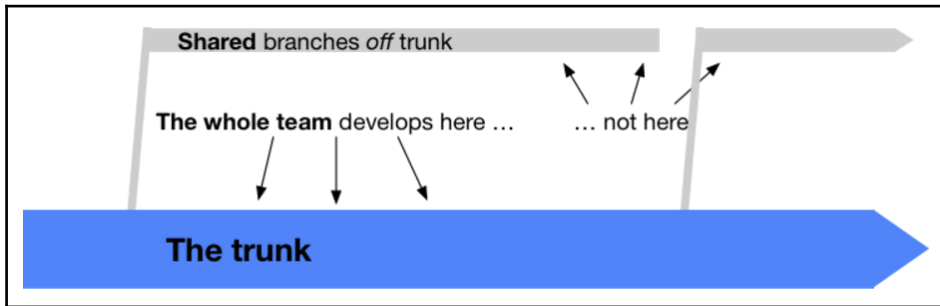 Shared branches off trunk
The whole team develops here …
… not here
The trunk